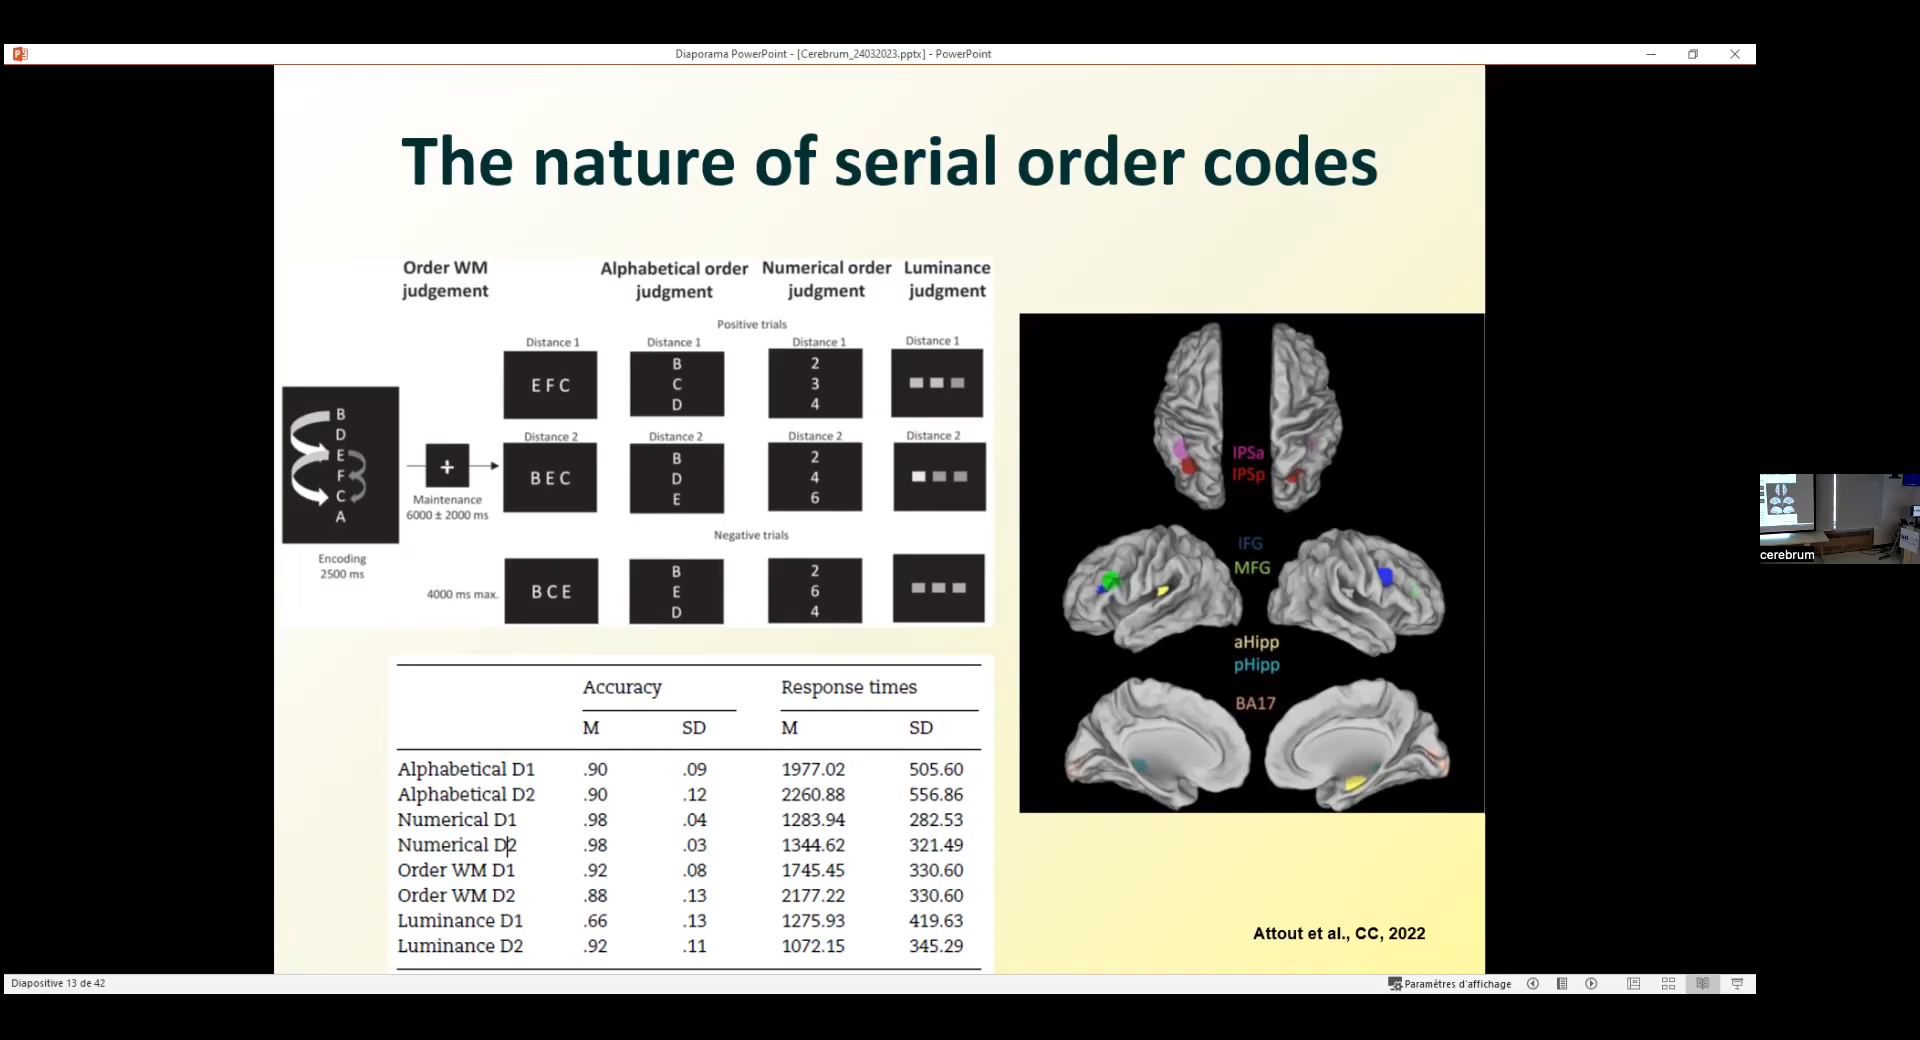 Diaporama PowerPoint - [Cerebrum_24032023.pptx] - PowerPoint
The nature of serial order codes
Order WM judgement
Alphabetical order judgment
Numerical order judgment
Luminance judgment
Positive trials
Distance 1
Distance 1
Distance 1
Distance 1
E F C
B
C
D
2
3
4
B
D
E
F
C
A
Encoding
2500 ms
+
Maintenance
6000 ± 2000 ms
Distance 2
Distance 2
Distance 2
Distance 2
B E C
B
D
E
2
4
6
Negative trials
4000 ms max.
B C E
B
E
D
2
6
4
IPSa
IPSp
IFG
MFG
aHipp
pHipp
BA17
Accuracy Response times
M SD M SD
Alphabetical D1 .90 .09 1977.02 505.60
Alphabetical D2 .90 .12 2260.88 556.86
Numerical D1 .98 .04 1283.94 282.53
Numerical D2 .98 .03 1344.62 321.49
Order WM D1 .92 .08 1745.45 330.60
Order WM D2 .88 .13 2177.22 330.60
Luminance D1 .66 .13 1275.93 419.63
Luminance D2 .92 .11 1072.15 345.29
Attout et al., CC, 2022
cerebrum
Diapositive 13 de 42
Paramètres d'affichage